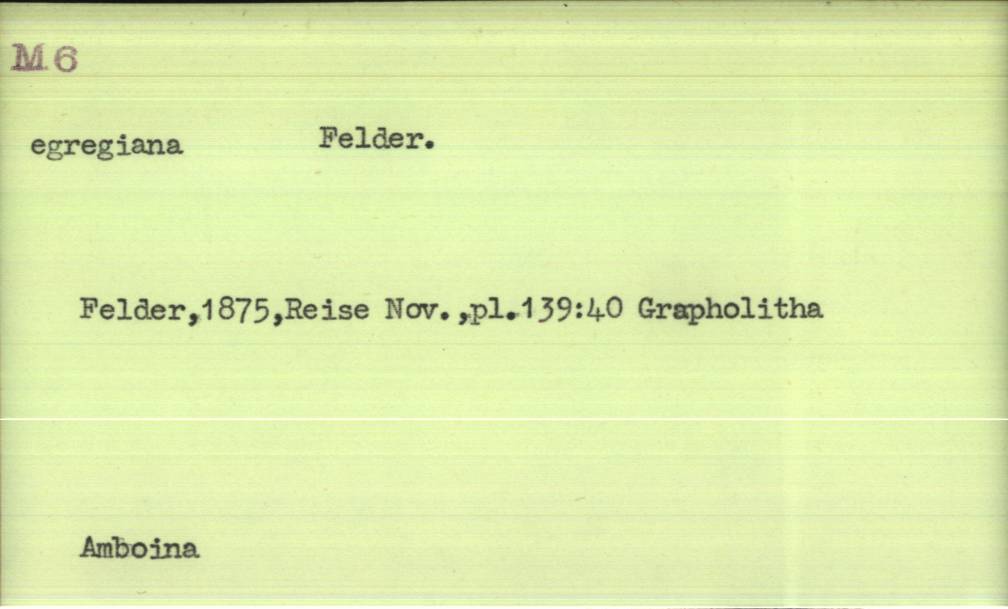 M6
egregiana Felder.
Felder,1875,Reise Nov.,pl.139:40 Grapholitha
Amboina